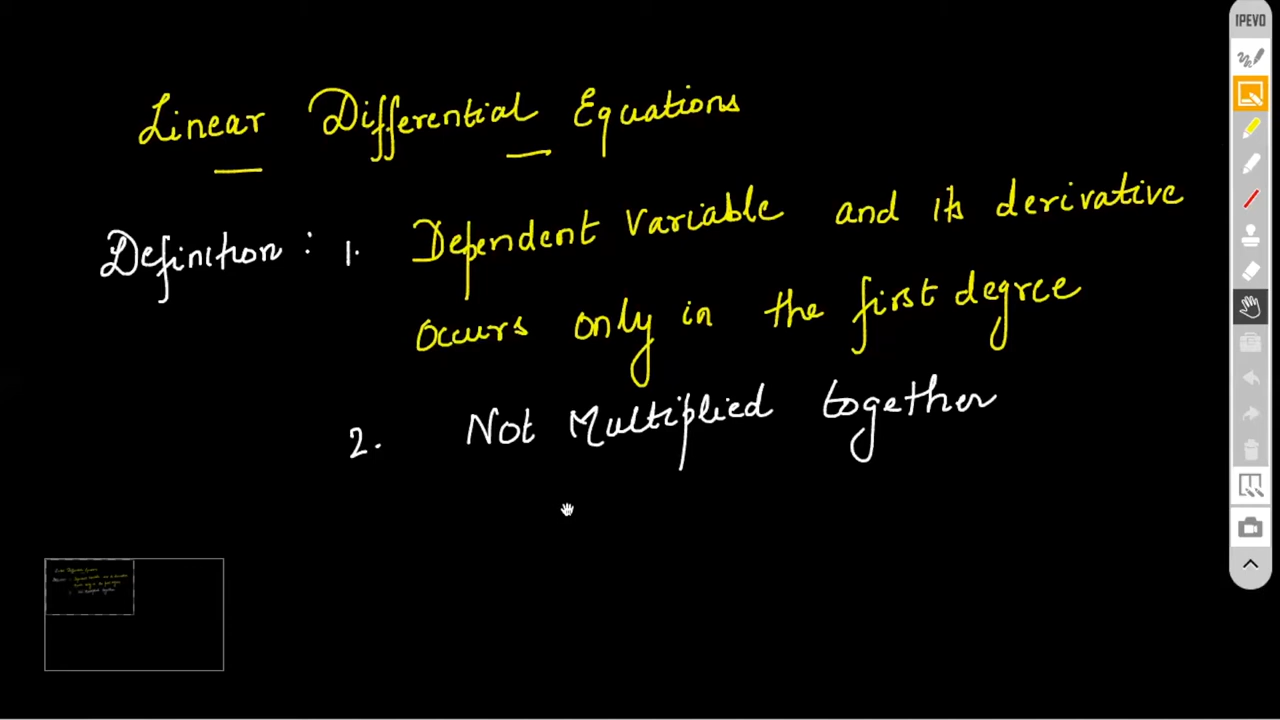 IPEVO
Linear Differential Equations
Definition : 1. Dependent variable and its derivative
occurs only in the first degree
2. Not Multiplied together